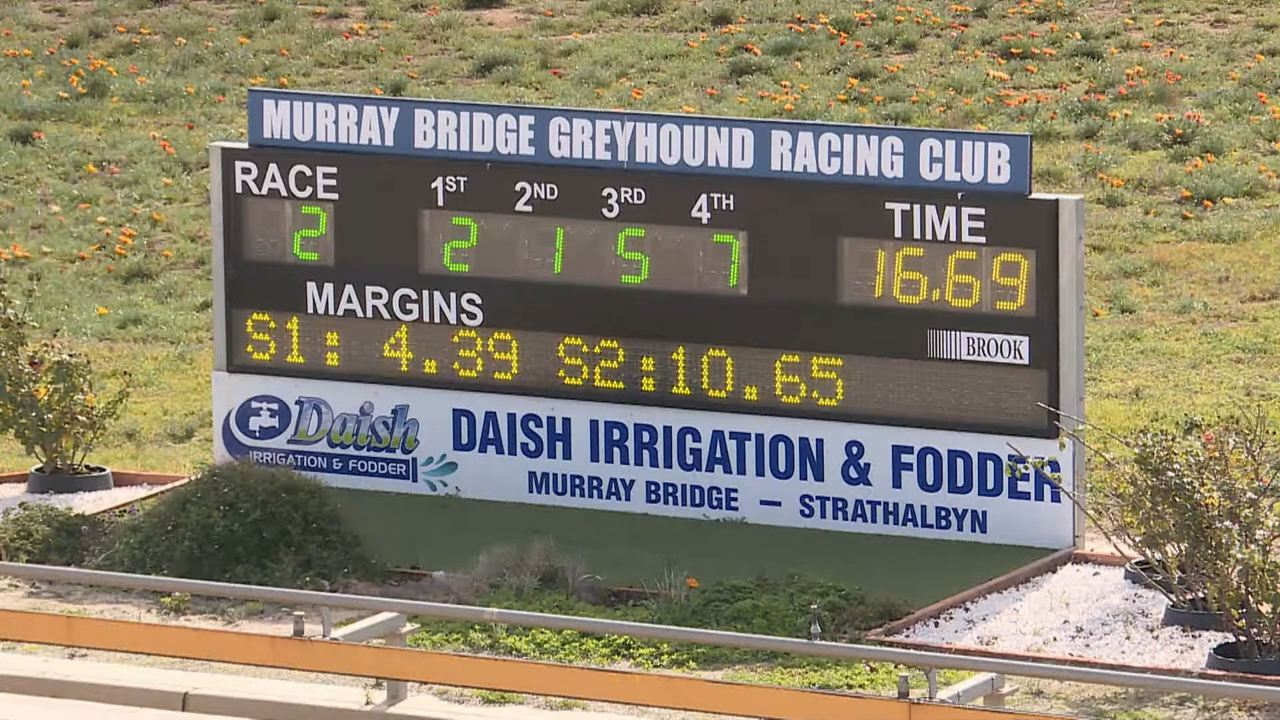 MURRAY BRIDGE GREYHOUND RACING CLUB
RACE 1ST 2ND 3RD 4TH TIME
2 2 1 5 7 16.69
MARGINS
BROOK
S1: 4.39 S2:10.65
Daish
IRRIGATION & FODDER
DAISH IRRIGATION & FODDER
MURRAY BRIDGE — STRATHALBYN